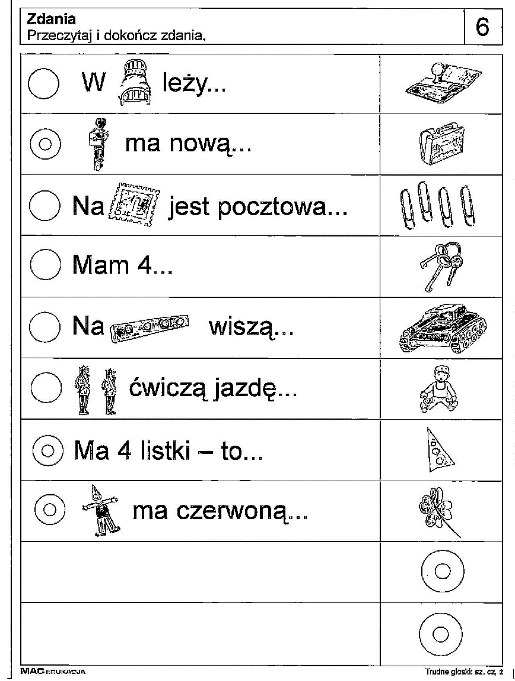 Zdania
Przeczytaj i dokończ zdania.
6
W leży...
ma nową...
Na jest pocztowa...
Mam 4...
Na wiszą...
ćwiczą jazdę...
Ma 4 listki – to...
ma czerwoną...
MAC EDUKACJA
Trudne głoski: sz, cz, ż